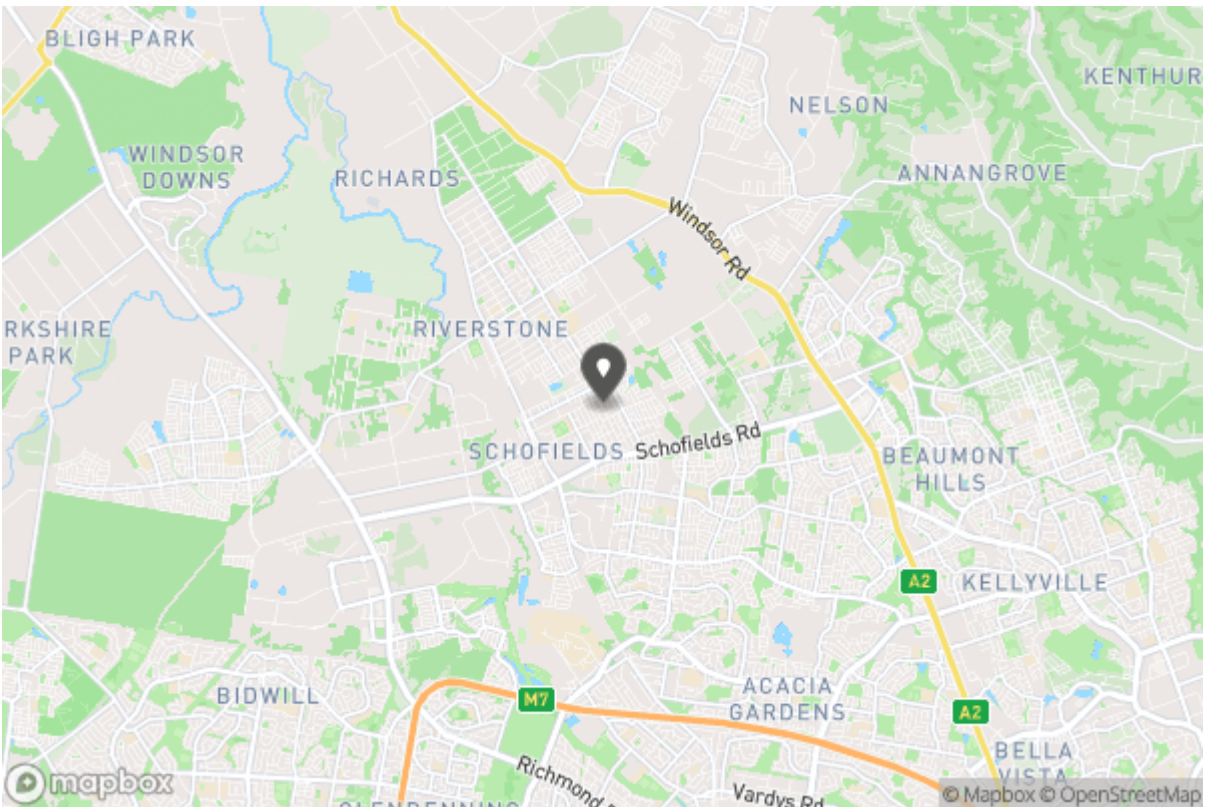 BLIGH PARK
KENTHUR
NELSON
WINDSOR
DOWNS
RICHARDS
ANNANGROVE
Windsor Rd
RKSHIRE
PARK
RIVERSTONE
SCHOFIELDS
Schofields Rd
BEAUMONT
HILLS
A2
KELLYVILLE
BIDWILL
M7
ACACIA
GARDENS
A2
BELLA
VISTA
Richmond
Vardys Rd
GLENDENNING
mapbox
© Mapbox © OpenStreetMap